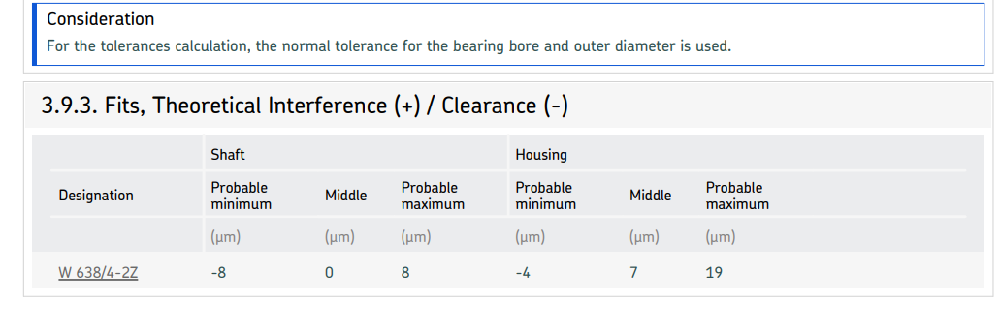 Consideration
For the tolerances calculation, the normal tolerance for the bearing bore and outer diameter is used.
3.9.3. Fits, Theoretical Interference (+) / Clearance (-)
Shaft Housing
Designation Probable minimum Middle Probable maximum Probable minimum Middle Probable maximum
(µm) (µm) (µm) (µm) (µm) (µm)
W 638/4-2Z -8 0 8 -4 7 19